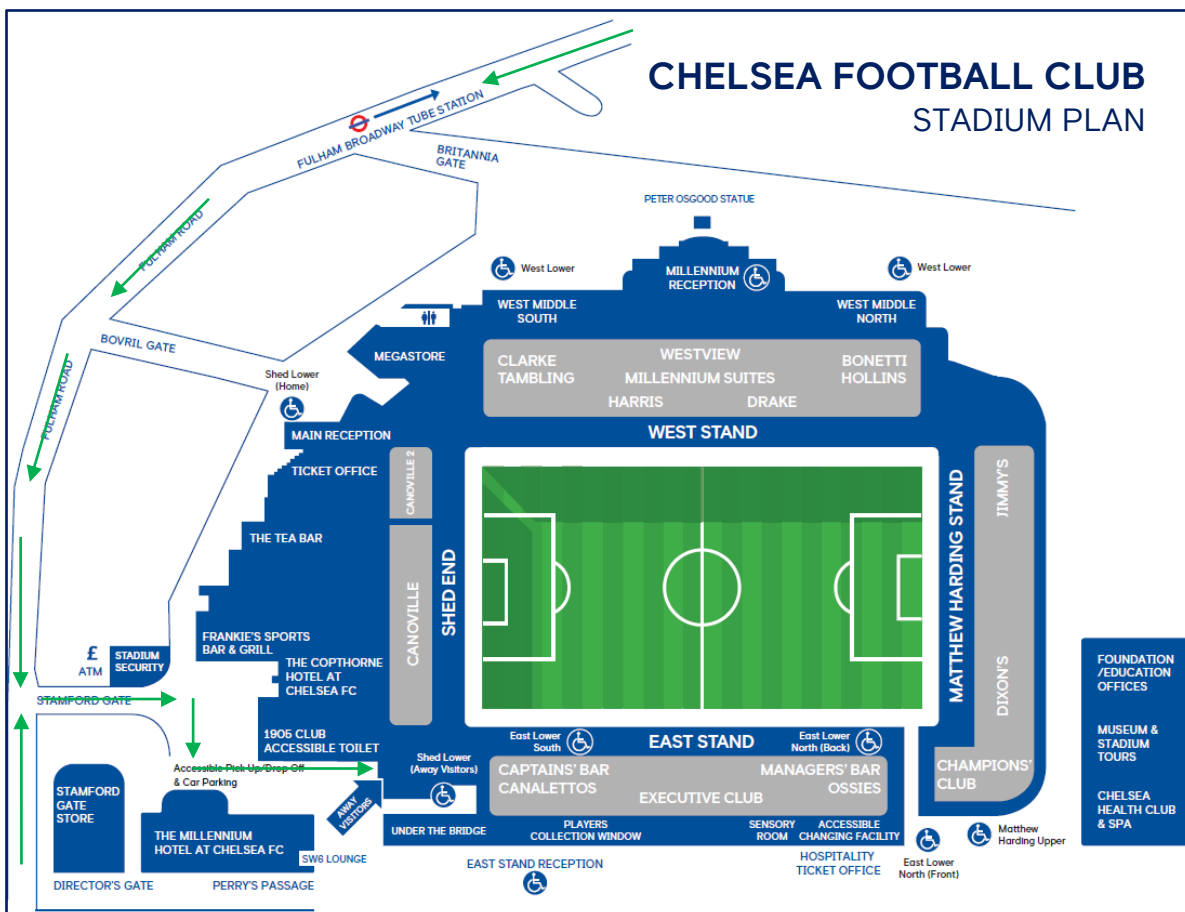 CHELSEA FOOTBALL CLUB
STADIUM PLAN
FULHAM BROADWAY TUBE STATION
BRITANNIA
GATE
PETER OSGOOD STATUE
FULHAM ROAD
West Lower
MILLENNIUM
RECEPTION
West Lower
WEST MIDDLE
SOUTH
WEST MIDDLE
NORTH
BOVRIL GATE
MEGASTORE
CLARKE
TAMBLING
WESTVIEW
MILLENNIUM SUITES
HARRIS
DRAKE
BONETTI
HOLLINS
Shed Lower
(Home)
FULHAM ROAD
MAIN RECEPTION
WEST STAND
TICKET OFFICE
CANOVILLE 2
JIMMY'S
THE TEA BAR
SHED END
MATTHEW HARDING STAND
CANOVILLE
FRANKIE'S SPORTS
BAR & GRILL
£
ATM
STADIUM
SECURITY
THE COPTHORNE
HOTEL AT
CHELSEA FC
DIXON'S
FOUNDATION
/EDUCATION
OFFICES
STAMFORD GATE
1905 CLUB
ACCESSIBLE TOILET
East Lower
South
EAST STAND
East Lower
North (Back)
MUSEUM &
STADIUM
TOURS
Accessible Pick Up/Drop Off
& Car Parking
Shed Lower
(Away Visitors)
CAPTAINS' BAR
CANALETTOS
EXECUTIVE CLUB
MANAGERS' BAR
OSSIES
CHAMPIONS'
CLUB
STAMFORD
GATE
STORE
AWAY
VISITORS
CHELSEA
HEALTH CLUB
& SPA
THE MILLENNIUM
HOTEL AT CHELSEA FC
UNDER THE BRIDGE
PLAYERS
COLLECTION WINDOW
SENSORY
ROOM
ACCESSIBLE
CHANGING FACILITY
Matthew
Harding Upper
SW6 LOUNGE
EAST STAND RECEPTION
HOSPITALITY
TICKET OFFICE
East Lower
North (Front)
DIRECTOR'S GATE
PERRY'S PASSAGE